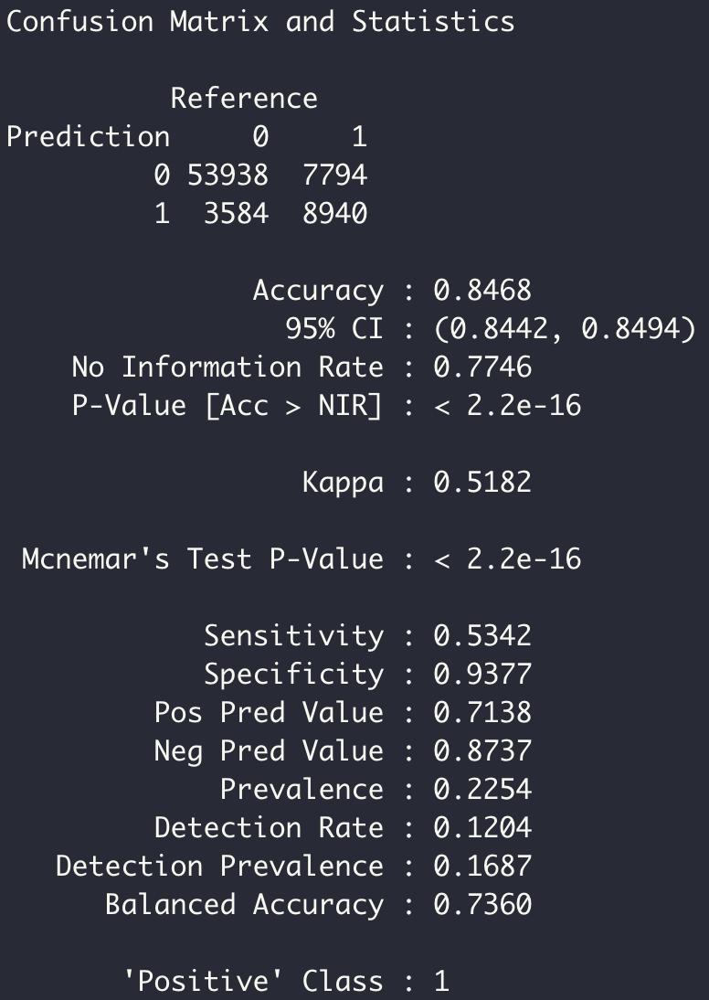 Confusion Matrix and Statistics
Reference
Prediction 0 1
0 53938 7794
1 3584 8940
Accuracy : 0.8468
95% CI : (0.8442, 0.8494)
No Information Rate : 0.7746
P-Value [Acc > NIR] : < 2.2e-16
Kappa : 0.5182
Mcnemar's Test P-Value : < 2.2e-16
Sensitivity : 0.5342
Specificity : 0.9377
Pos Pred Value : 0.7138
Neg Pred Value : 0.8737
Prevalence : 0.2254
Detection Rate : 0.1204
Detection Prevalence : 0.1687
Balanced Accuracy : 0.7360
'Positive' Class : 1